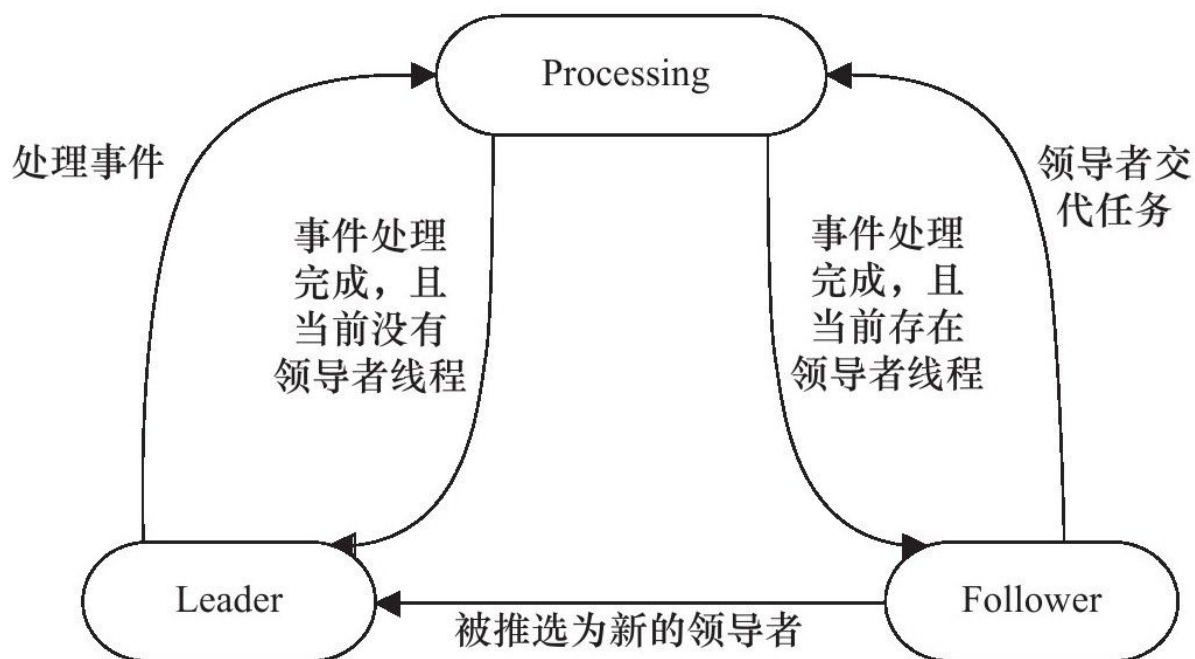 Processing
处理事件
领导者交
代任务
事件处理
完成，且
当前没有
领导者线程
事件处理
完成，且
当前存在
领导者线程
Leader
Follower
被推选为新的领导者